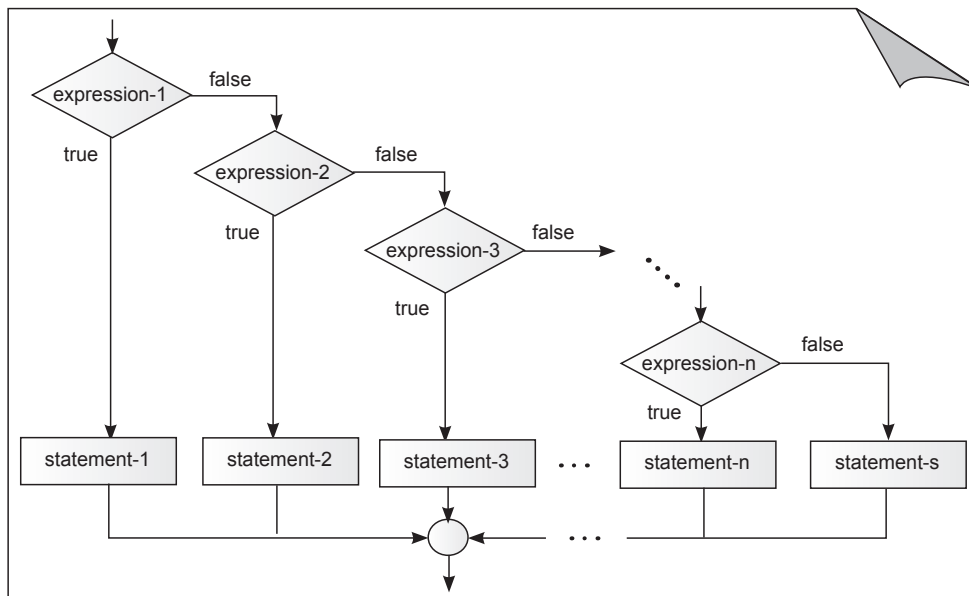 expression-1
false
true
expression-2
false
true
expression-3
false
true
expression-n
false
true
statement-1
statement-2
statement-3
...
statement-n
statement-s
...